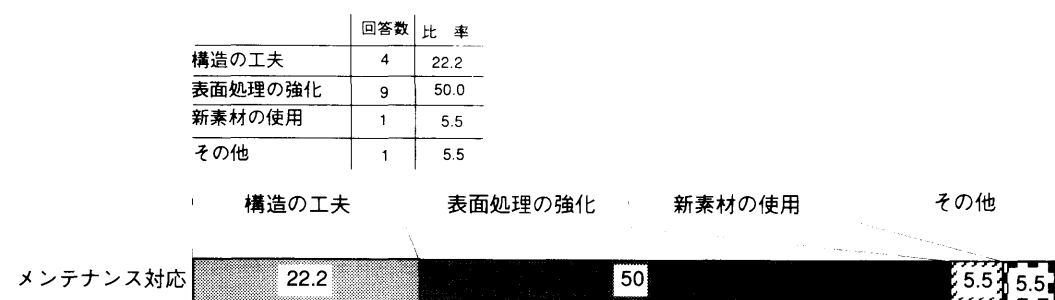 回答数 比 率
構造の工夫 4 22.2
表面処理の強化 9 50.0
新素材の使用 1 5.5
その他 1 5.5
構造の工夫 表面処理の強化 新素材の使用 その他
メンテナンス対応 22.2 50 5.5 5.5